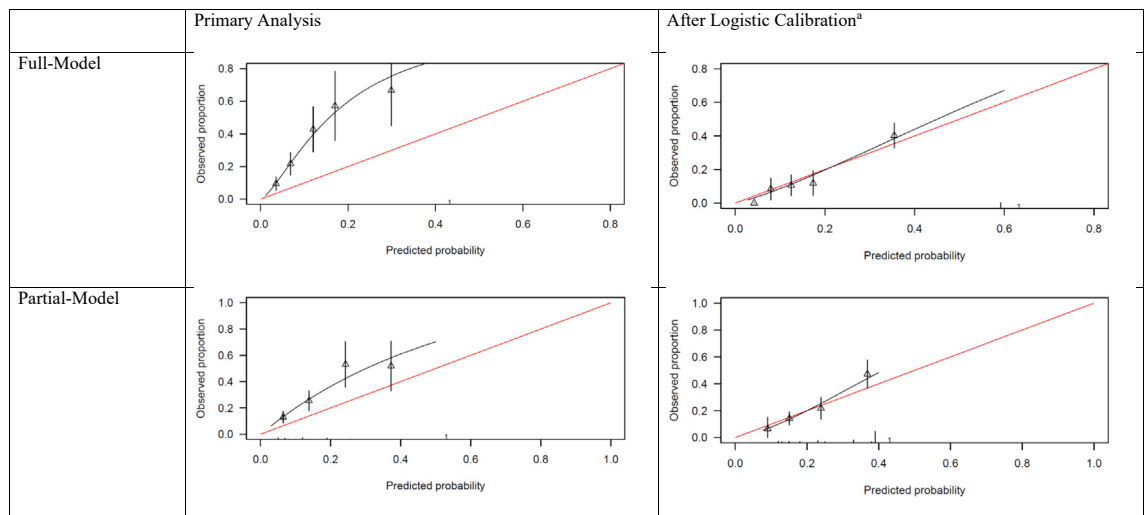 Primary Analysis
After Logistic Calibrationᵃ
Full-Model
Observed proportion
0.8
0.6
0.4
0.2
0.0
0.0 0.2 0.4 0.6 0.8
Predicted probability
Observed proportion
0.8
0.6
0.4
0.2
0.0
0.0 0.2 0.4 0.6 0.8
Predicted probability
Partial-Model
Observed proportion
1.0
0.8
0.6
0.4
0.2
0.0
0.0 0.2 0.4 0.6 0.8 1.0
Predicted probability
Observed proportion
1.0
0.8
0.6
0.4
0.2
0.0
0.0 0.2 0.4 0.6 0.8 1.0
Predicted probability